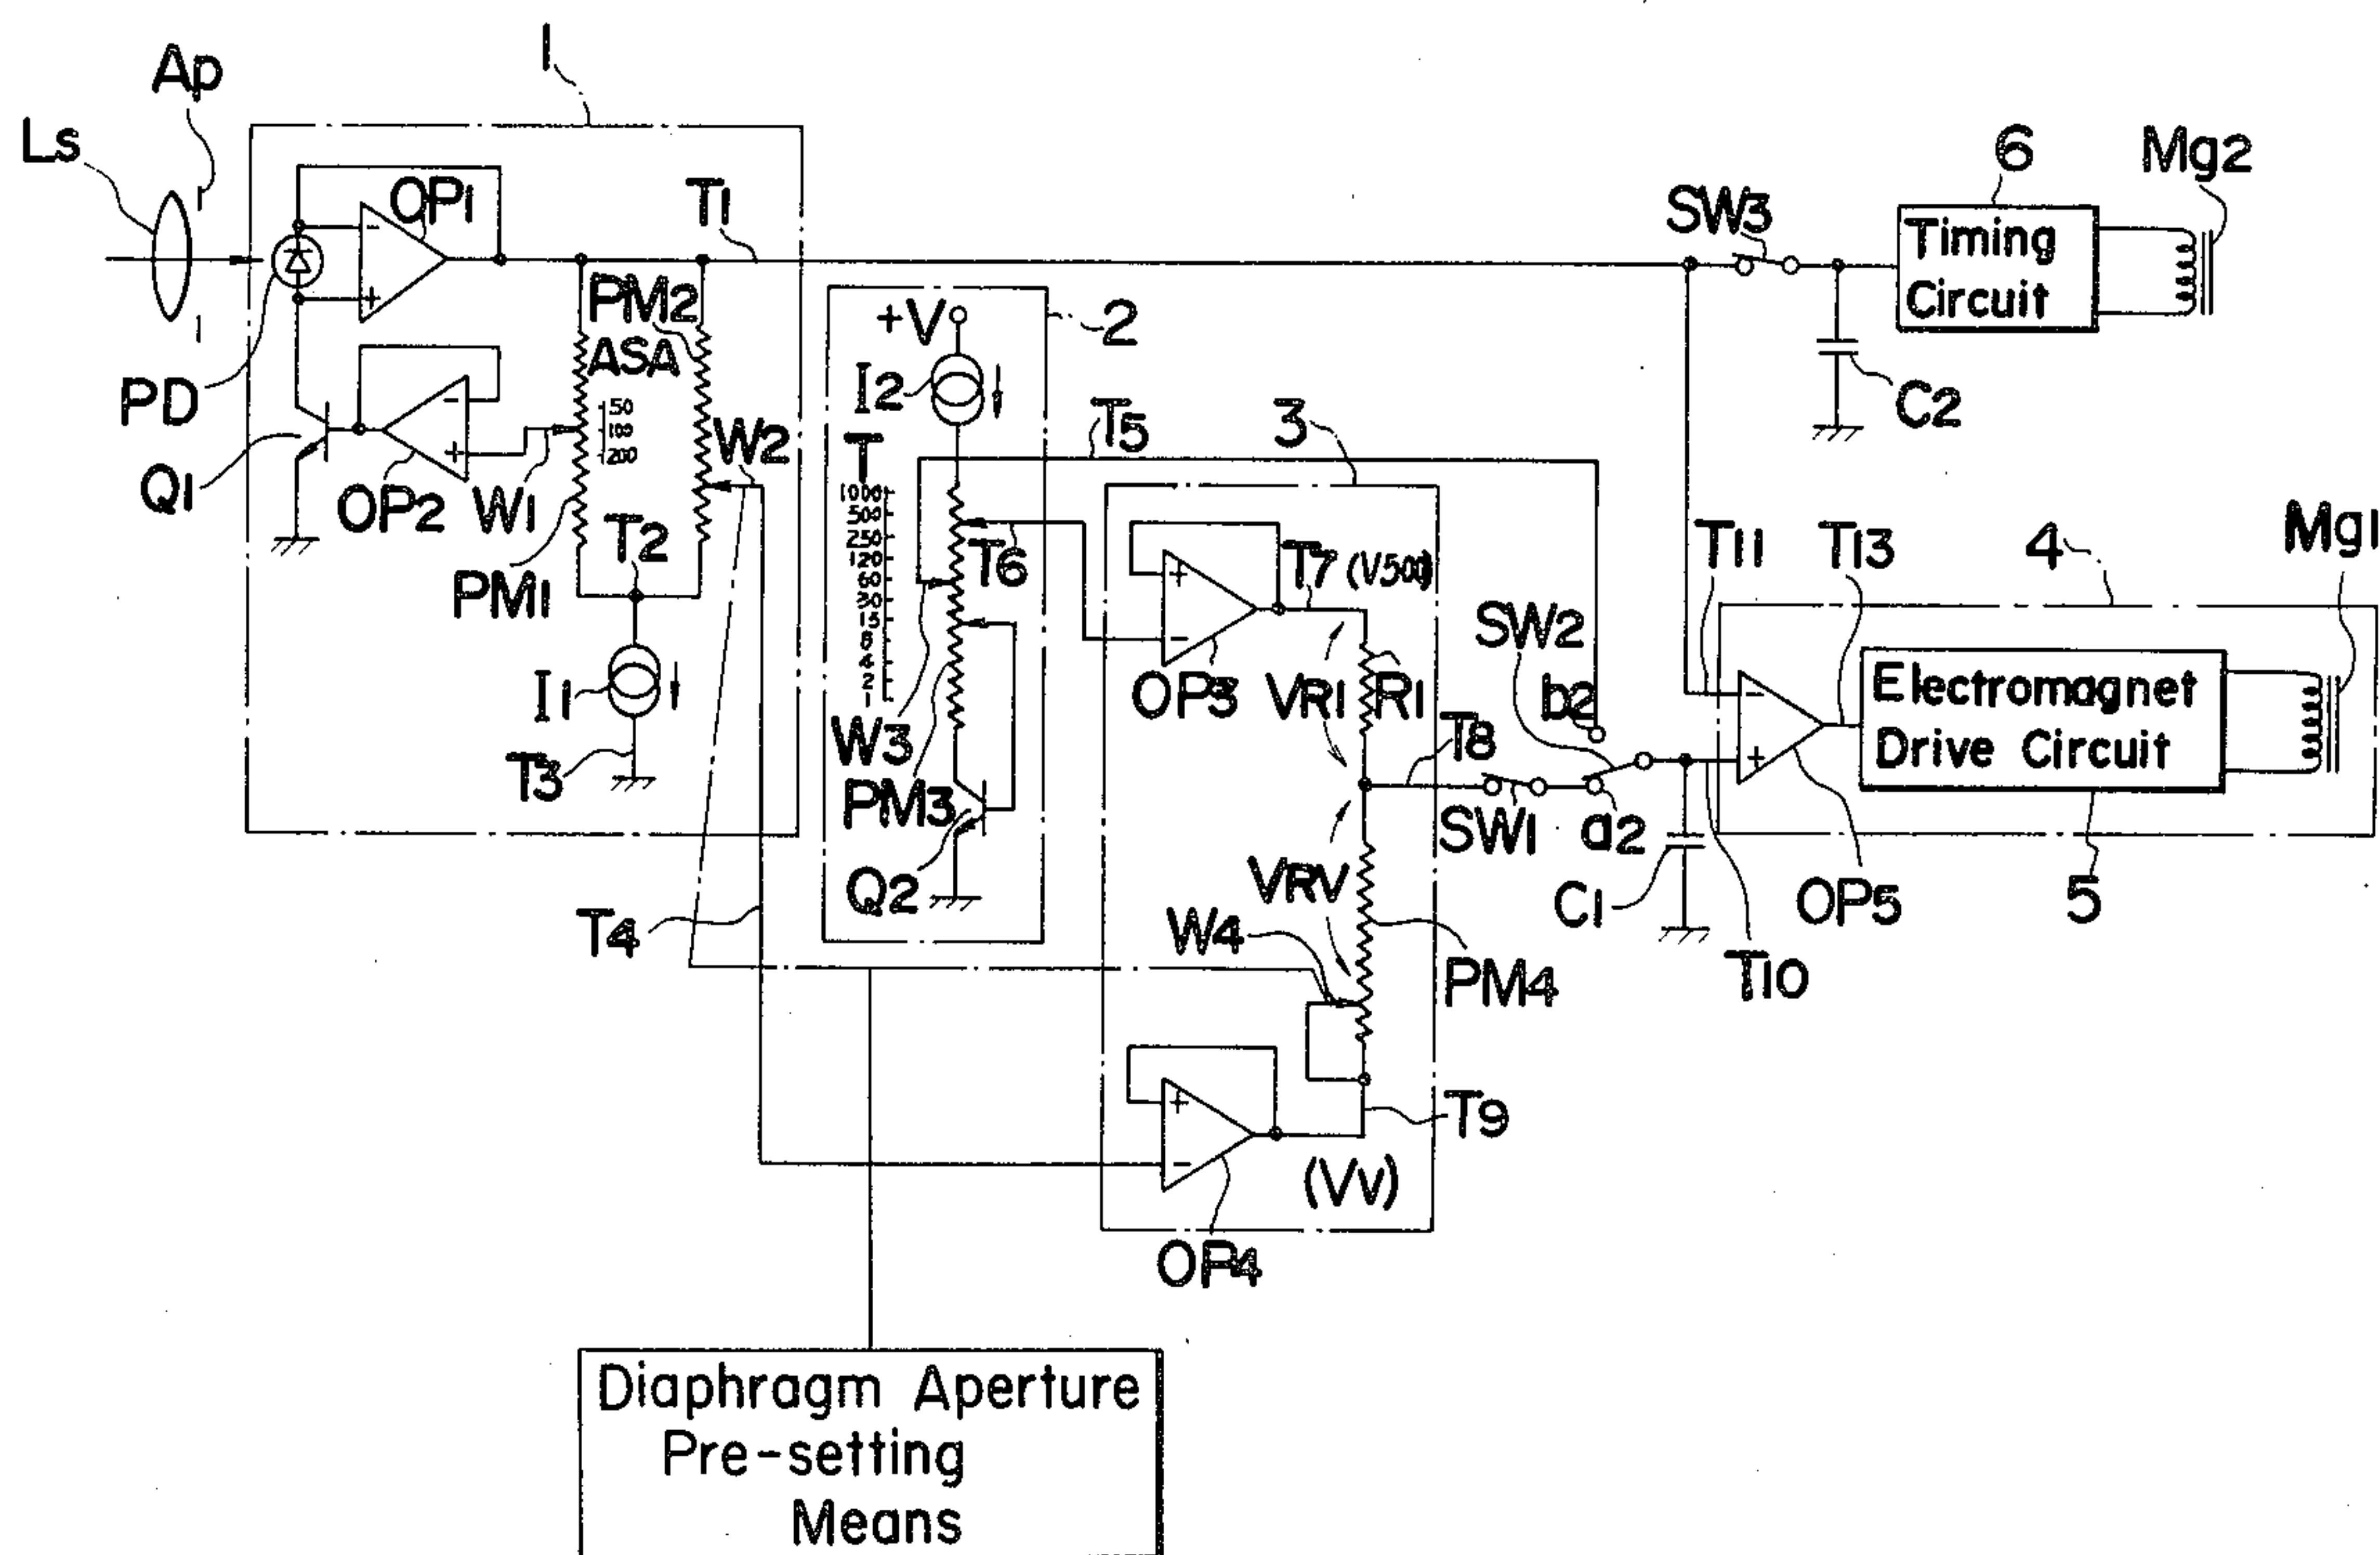 Ap
Ls
1
OP1
T1
PM2
ASA
50
100
200
PD
Q1
OP2
W1
PM1
T2
W2
I1
T3
T4
+V
2
I2
T
T5
1000
500
250
120
60
30
15
8
4
2
1
T6
W3
PM3
Q2
3
T7 (V500)
OP3
VR1
R1
T8
VRV
W4
PM4
T9
(VV)
OP4
SW1
SW2
b2
a2
C1
T10
SW3
6
Mg2
Timing
Circuit
C2
T11
T13
4
Mg1
Electromagnet
Drive Circuit
OP5
5
Diaphragm Aperture
Pre-setting
Means